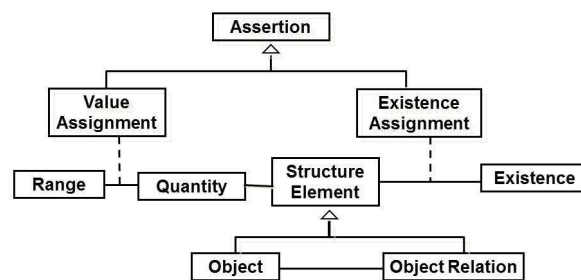 Assertion
Value
Assignment
Existence
Assignment
Range
Quantity
Structure
Element
Existence
Object
Object Relation